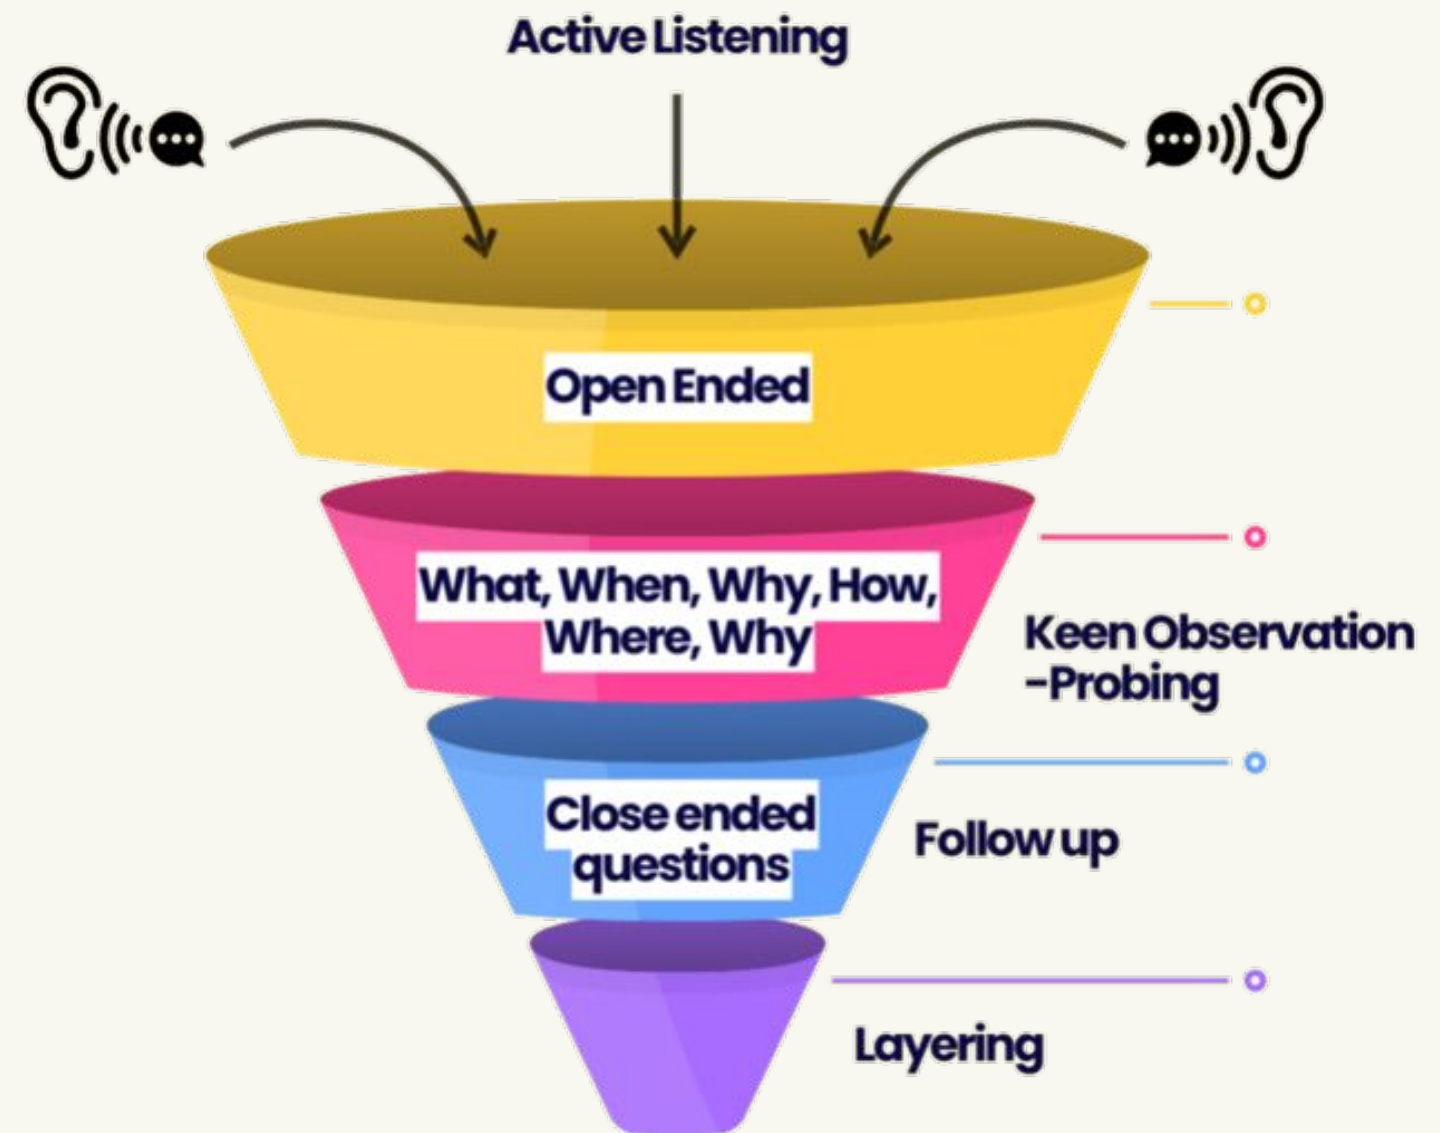 Active Listening
Open Ended
What, When, Why, How,
Where, Why
Keen Observation
-Probing
Close ended
questions
Follow up
Layering